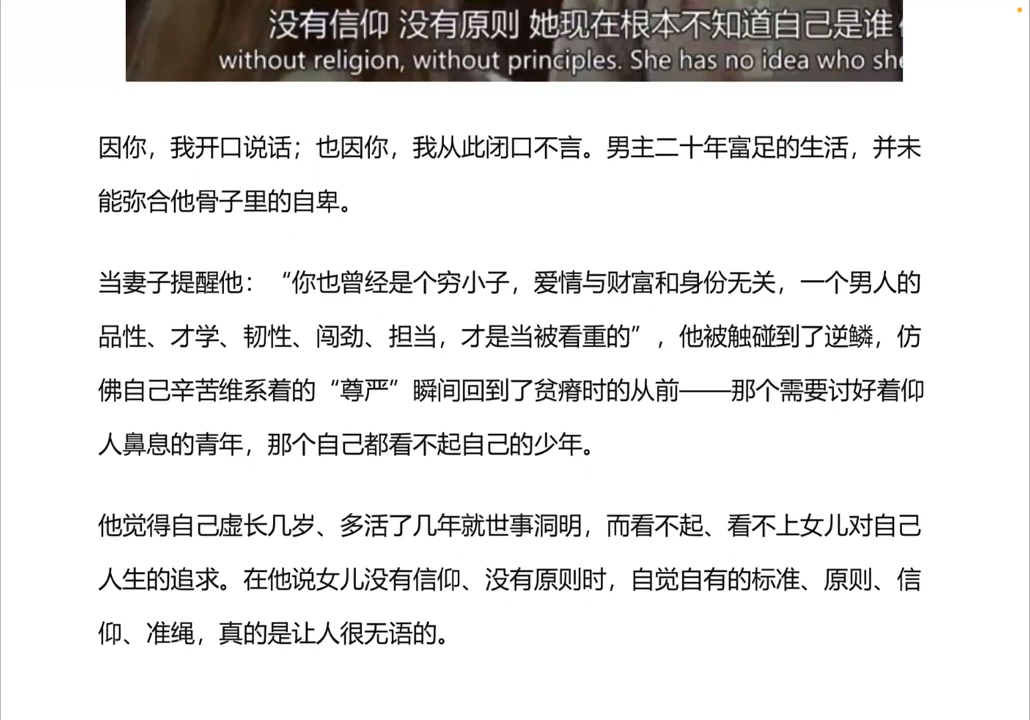 没有信仰 没有原则 她现在根本不知道自己是谁
without religion, without principles. She has no idea who she
因你，我开口说话；也因你，我从此闭口不言。男主二十年富足的生活，并未
能弥合他骨子里的自卑。
当妻子提醒他：“你也曾经是个穷小子，爱情与财富和身份无关，一个男人的
品性、才学、韧性、闯劲、担当，才是当被看重的”，他被触碰到了逆鳞，仿
佛自己辛苦维系着的“尊严”瞬间回到了贫瘠时的从前——那个需要讨好着仰
人鼻息的青年，那个自己都看不起自己的少年。
他觉得自己虚长几岁、多活了几年就世事洞明，而看不起、看不上女儿对自己
人生的追求。在他说女儿没有信仰、没有原则时，自觉自有的标准、原则、信
仰、准绳，真的是让人很无语的。